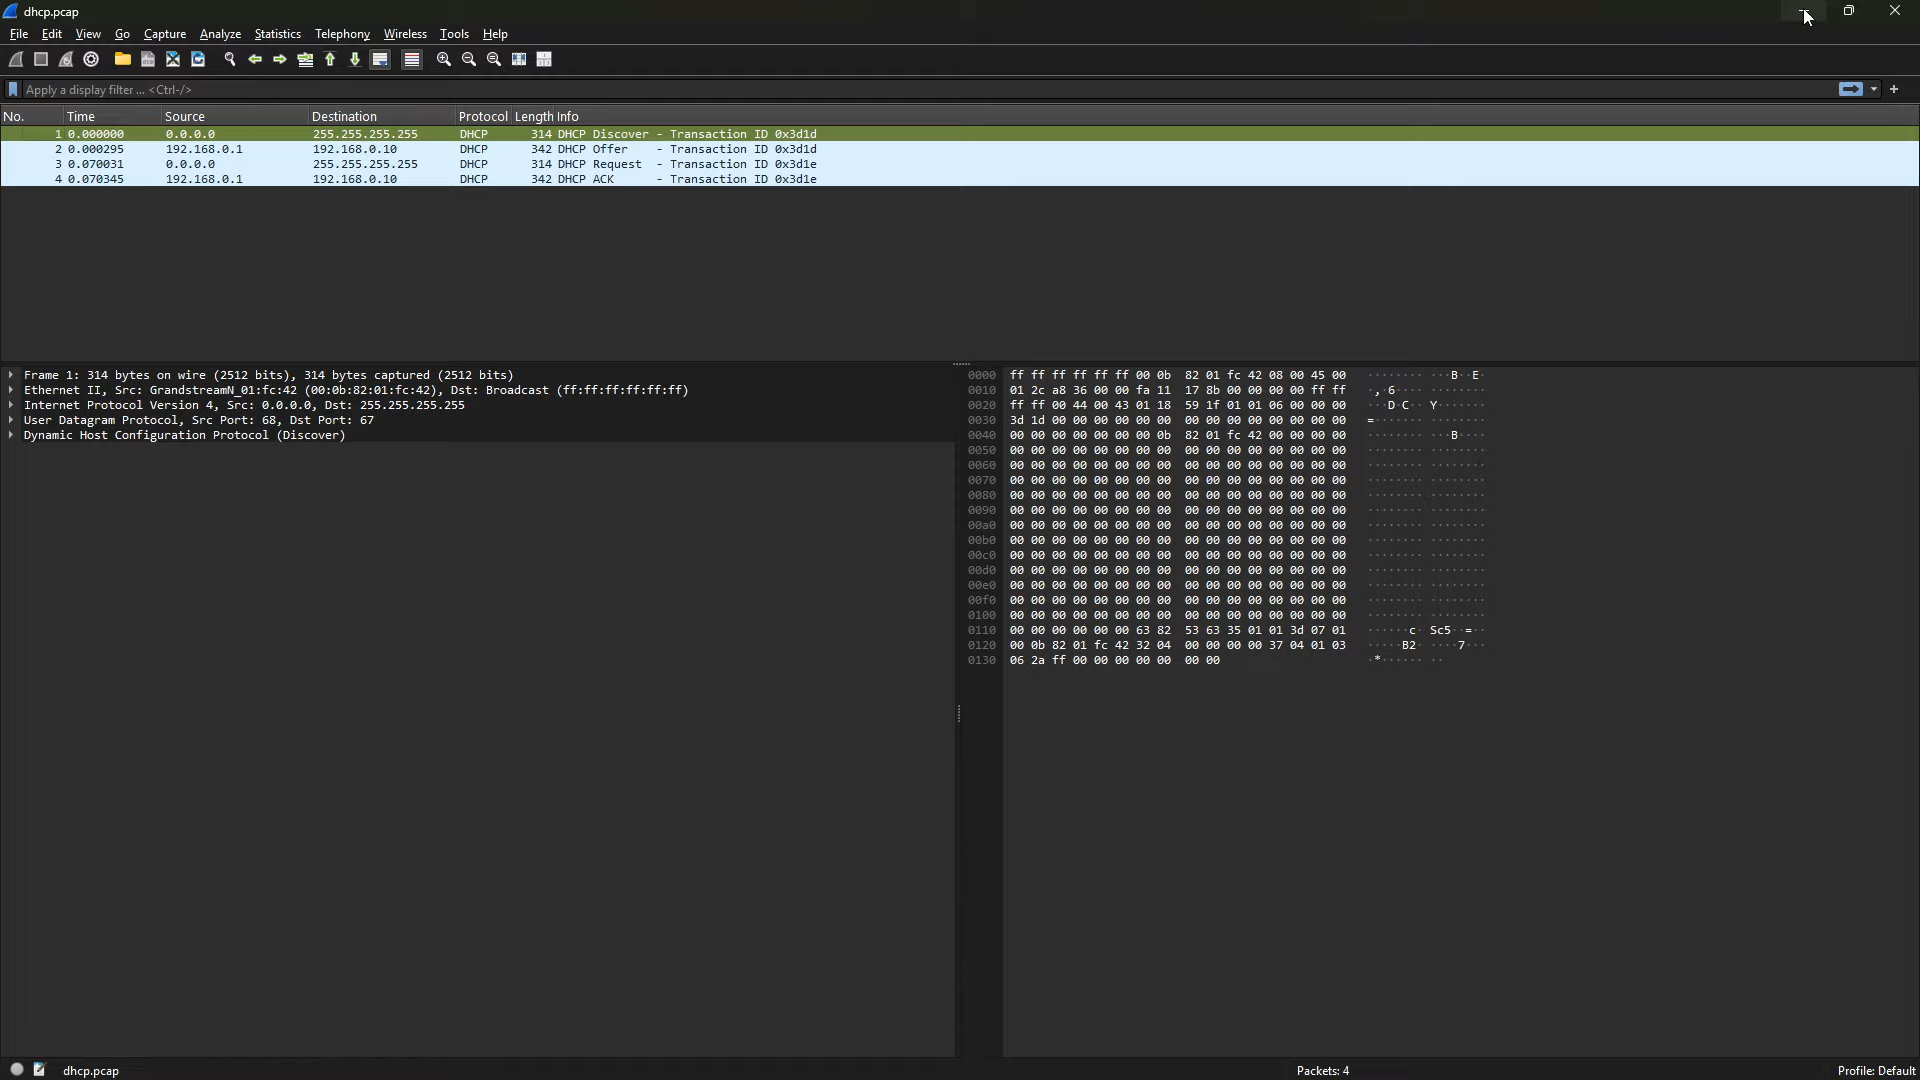 dhcp.pcap
File Edit View Go Capture Analyze Statistics Telephony Wireless Tools Help
Apply a display filter ... <Ctrl-/>
No. Time Source Destination Protocol Length Info
1 0.000000 0.0.0.0 255.255.255.255 DHCP 314 DHCP Discover - Transaction ID 0x3d1d
2 0.000295 192.168.0.1 192.168.0.10 DHCP 342 DHCP Offer - Transaction ID 0x3d1d
3 0.070031 0.0.0.0 255.255.255.255 DHCP 314 DHCP Request - Transaction ID 0x3d1e
4 0.070345 192.168.0.1 192.168.0.10 DHCP 342 DHCP ACK - Transaction ID 0x3d1e
Frame 1: 314 bytes on wire (2512 bits), 314 bytes captured (2512 bits)
Ethernet II, Src: GrandstreamN_01:fc:42 (00:0b:82:01:fc:42), Dst: Broadcast (ff:ff:ff:ff:ff:ff)
Internet Protocol Version 4, Src: 0.0.0.0, Dst: 255.255.255.255
User Datagram Protocol, Src Port: 68, Dst Port: 67
Dynamic Host Configuration Protocol (Discover)
0000 ff ff ff ff ff ff 00 0b 82 01 fc 42 08 00 45 00 ········ ···B··E·
0010 01 2c a8 36 00 00 fa 11 17 8b 00 00 00 00 ff ff ·,·6···· ········
0020 ff ff 00 44 00 43 01 18 59 1f 01 01 06 00 00 00 ···D·C·· Y·······
0030 3d 1d 00 00 00 00 00 00 00 00 00 00 00 00 00 00 =······· ········
0040 00 00 00 00 00 00 00 0b 82 01 fc 42 00 00 00 00 ········ ···B····
0050 00 00 00 00 00 00 00 00 00 00 00 00 00 00 00 00 ········ ········
0060 00 00 00 00 00 00 00 00 00 00 00 00 00 00 00 00 ········ ········
0070 00 00 00 00 00 00 00 00 00 00 00 00 00 00 00 00 ········ ········
0080 00 00 00 00 00 00 00 00 00 00 00 00 00 00 00 00 ········ ········
0090 00 00 00 00 00 00 00 00 00 00 00 00 00 00 00 00 ········ ········
00a0 00 00 00 00 00 00 00 00 00 00 00 00 00 00 00 00 ········ ········
00b0 00 00 00 00 00 00 00 00 00 00 00 00 00 00 00 00 ········ ········
00c0 00 00 00 00 00 00 00 00 00 00 00 00 00 00 00 00 ········ ········
00d0 00 00 00 00 00 00 00 00 00 00 00 00 00 00 00 00 ········ ········
00e0 00 00 00 00 00 00 00 00 00 00 00 00 00 00 00 00 ········ ········
00f0 00 00 00 00 00 00 00 00 00 00 00 00 00 00 00 00 ········ ········
0100 00 00 00 00 00 00 00 00 00 00 00 00 00 00 00 00 ········ ········
0110 00 00 00 00 00 00 63 82 53 63 35 01 01 3d 07 01 ······c· Sc5··=··
0120 00 0b 82 01 fc 42 32 04 00 00 00 00 37 04 01 03 ·····B2· ····7···
0130 06 2a ff 00 00 00 00 00 00 00 ·*······ ··
dhcp.pcap Packets: 4 Profile: Default